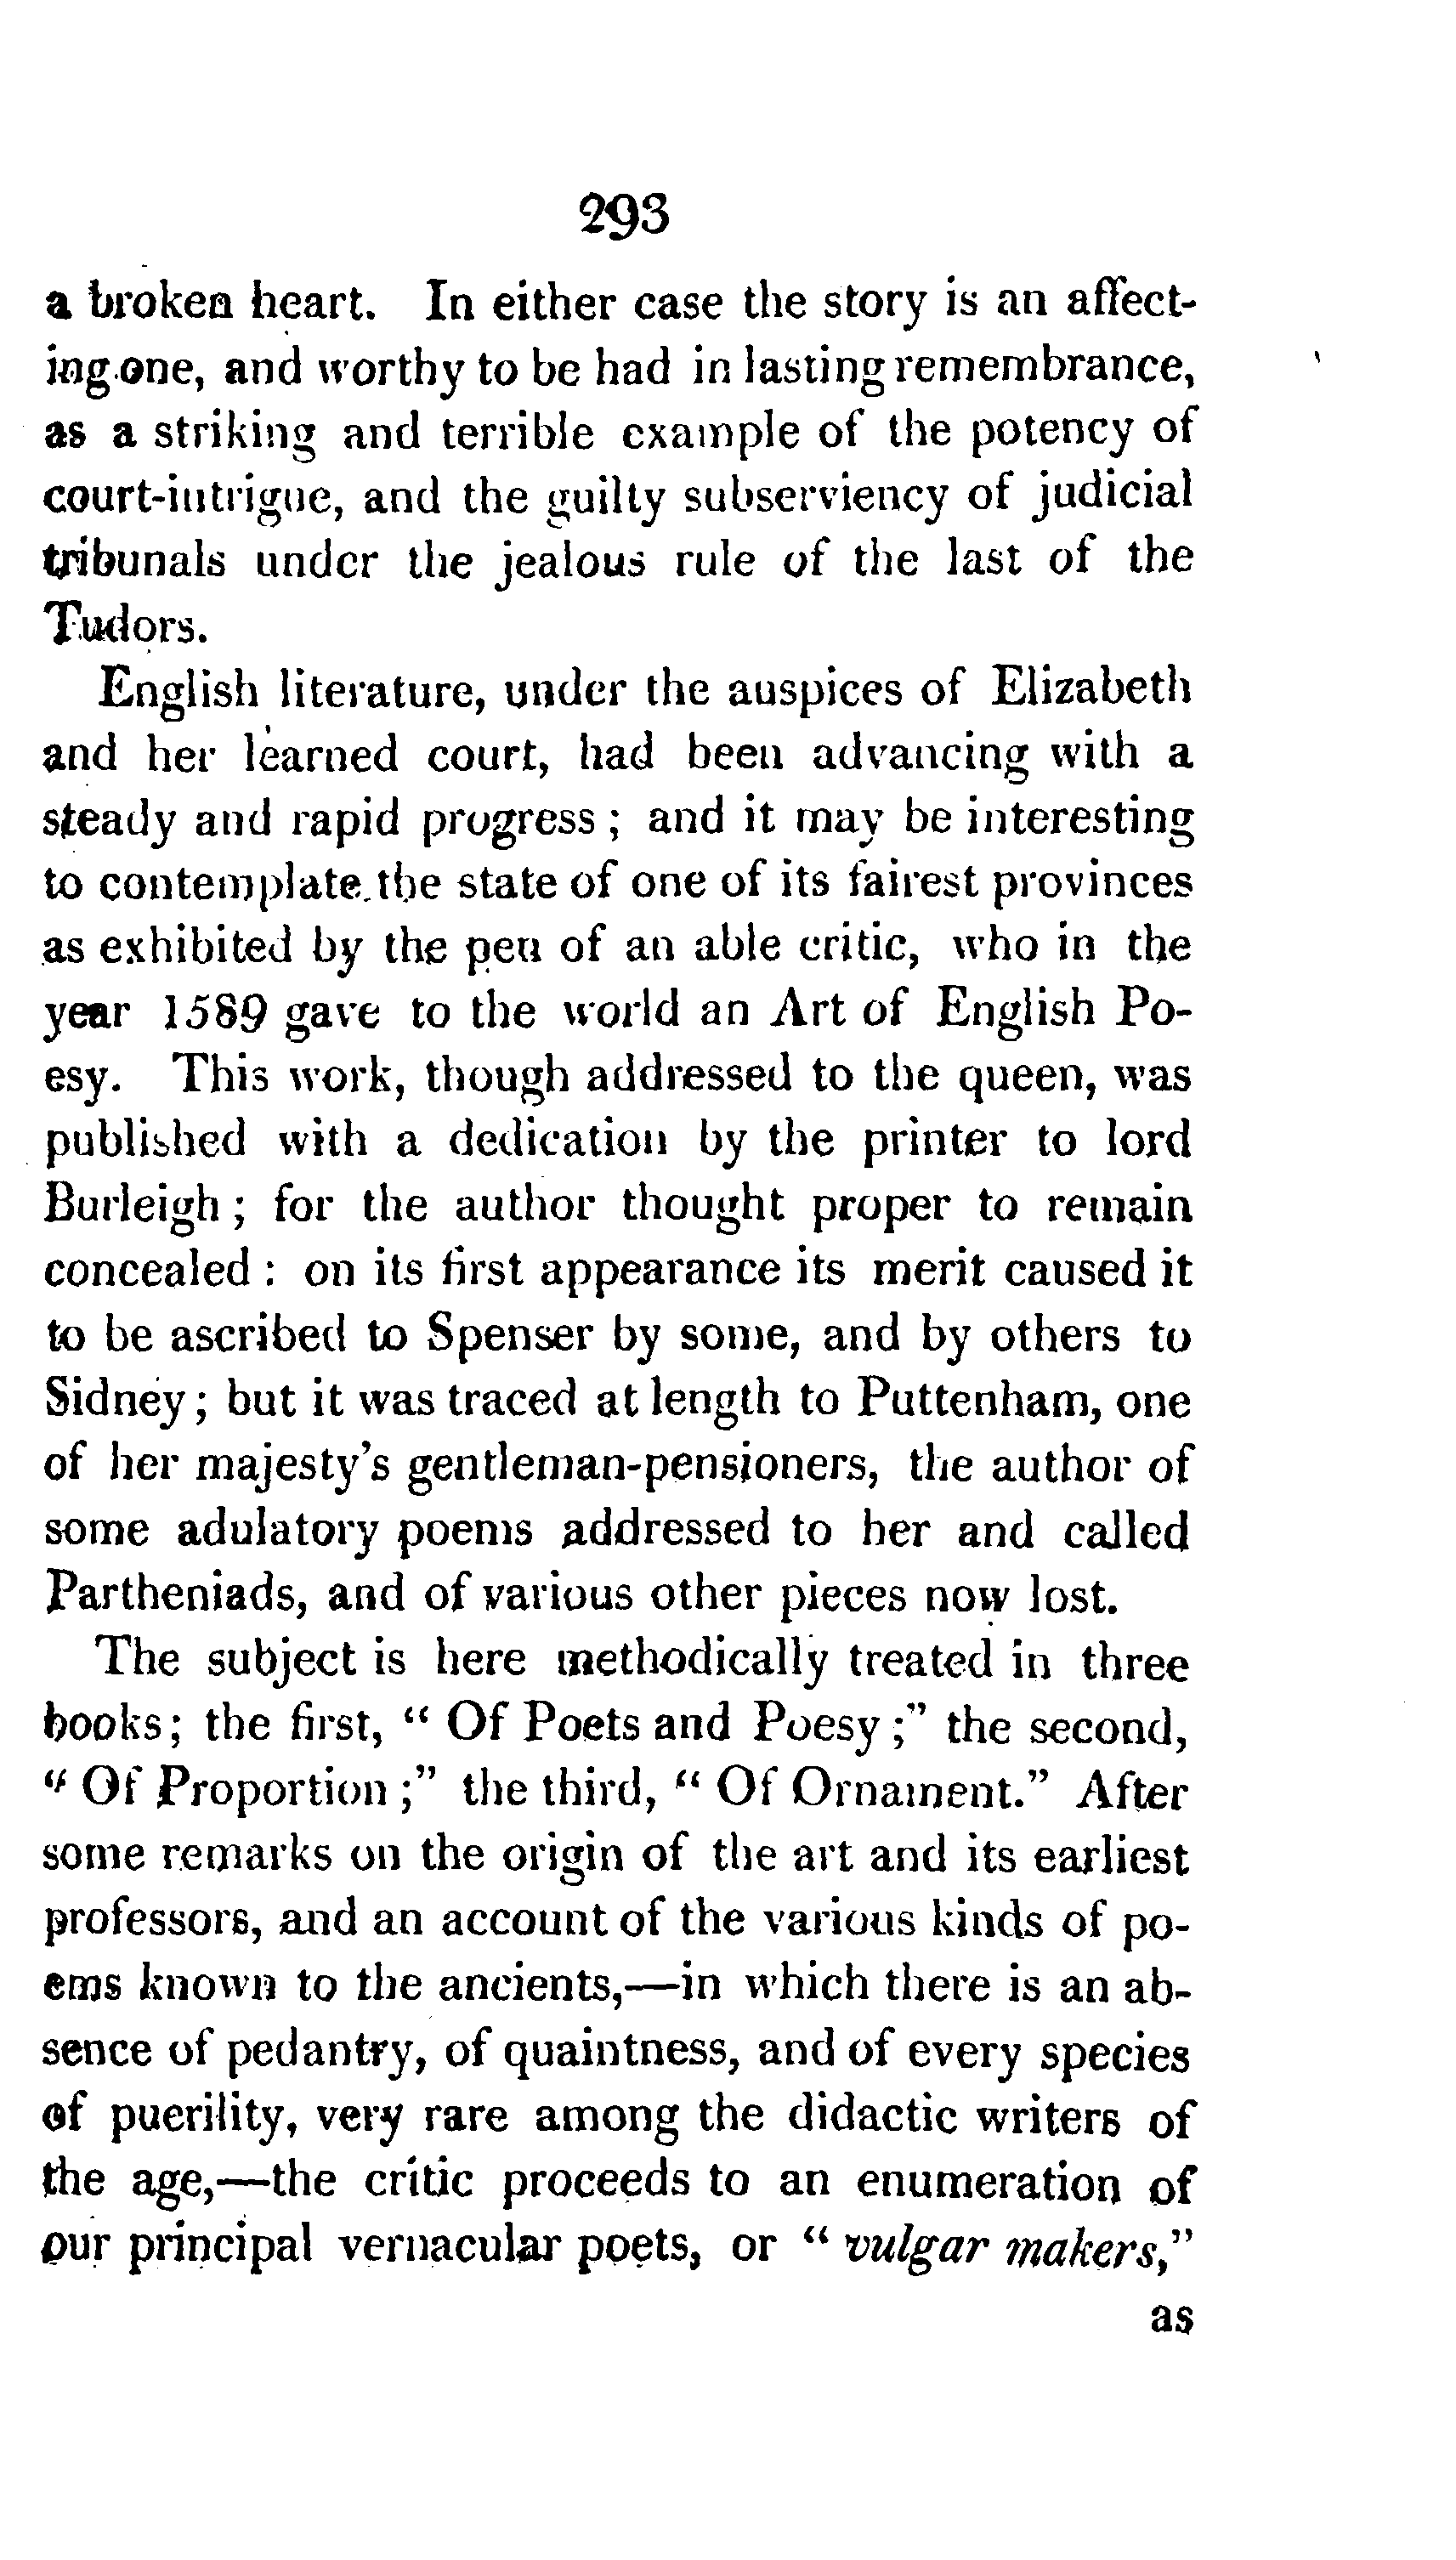 293
a broken heart. In either case the story is an affect-
ing one, and worthy to be had in lasting remembrance,
as a striking and terrible example of the potency of
court-intrigue, and the guilty subserviency of judicial
tribunals under the jealous rule of the last of the
Tudors.
English literature, under the auspices of Elizabeth
and her learned court, had been advancing with a
steady and rapid progress ; and it may be interesting
to contemplate the state of one of its fairest provinces
as exhibited by the pen of an able critic, who in the
year 1589 gave to the world an Art of English Po-
esy. This work, though addressed to the queen, was
published with a dedication by the printer to lord
Burleigh ; for the author thought proper to remain
concealed : on its first appearance its merit caused it
to be ascribed to Spenser by some, and by others to
Sidney ; but it was traced at length to Puttenham, one
of her majesty's gentleman-pensioners, the author of
some adulatory poems addressed to her and called
Partheniads, and of various other pieces now lost.
The subject is here methodically treated in three
books; the first, " Of Poets and Poesy ;" the second,
" Of Proportion ;" the third, " Of Ornament." After
some remarks on the origin of the art and its earliest
professors, and an account of the various kinds of po-
ems known to the ancients,—in which there is an ab-
sence of pedantry, of quaintness, and of every species
of puerility, very rare among the didactic writers of
the age,—the critic proceeds to an enumeration of
our principal vernacular poets, or " vulgar makers,"
as